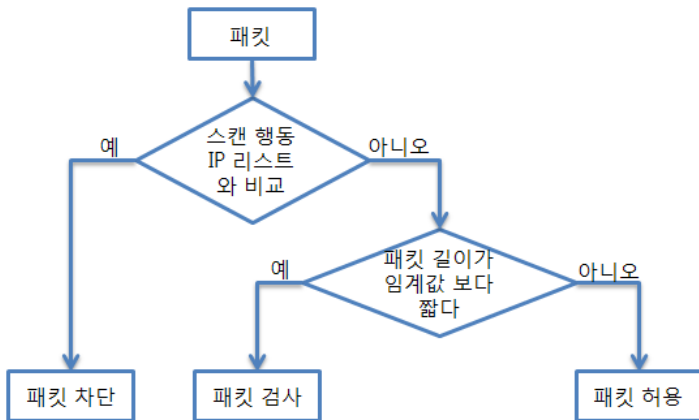 패킷
스캔 행동
IP 리스트
와 비교
예
아니오
패킷 길이가
임계값 보다
짧다
예
아니오
패킷 차단
패킷 검사
패킷 허용